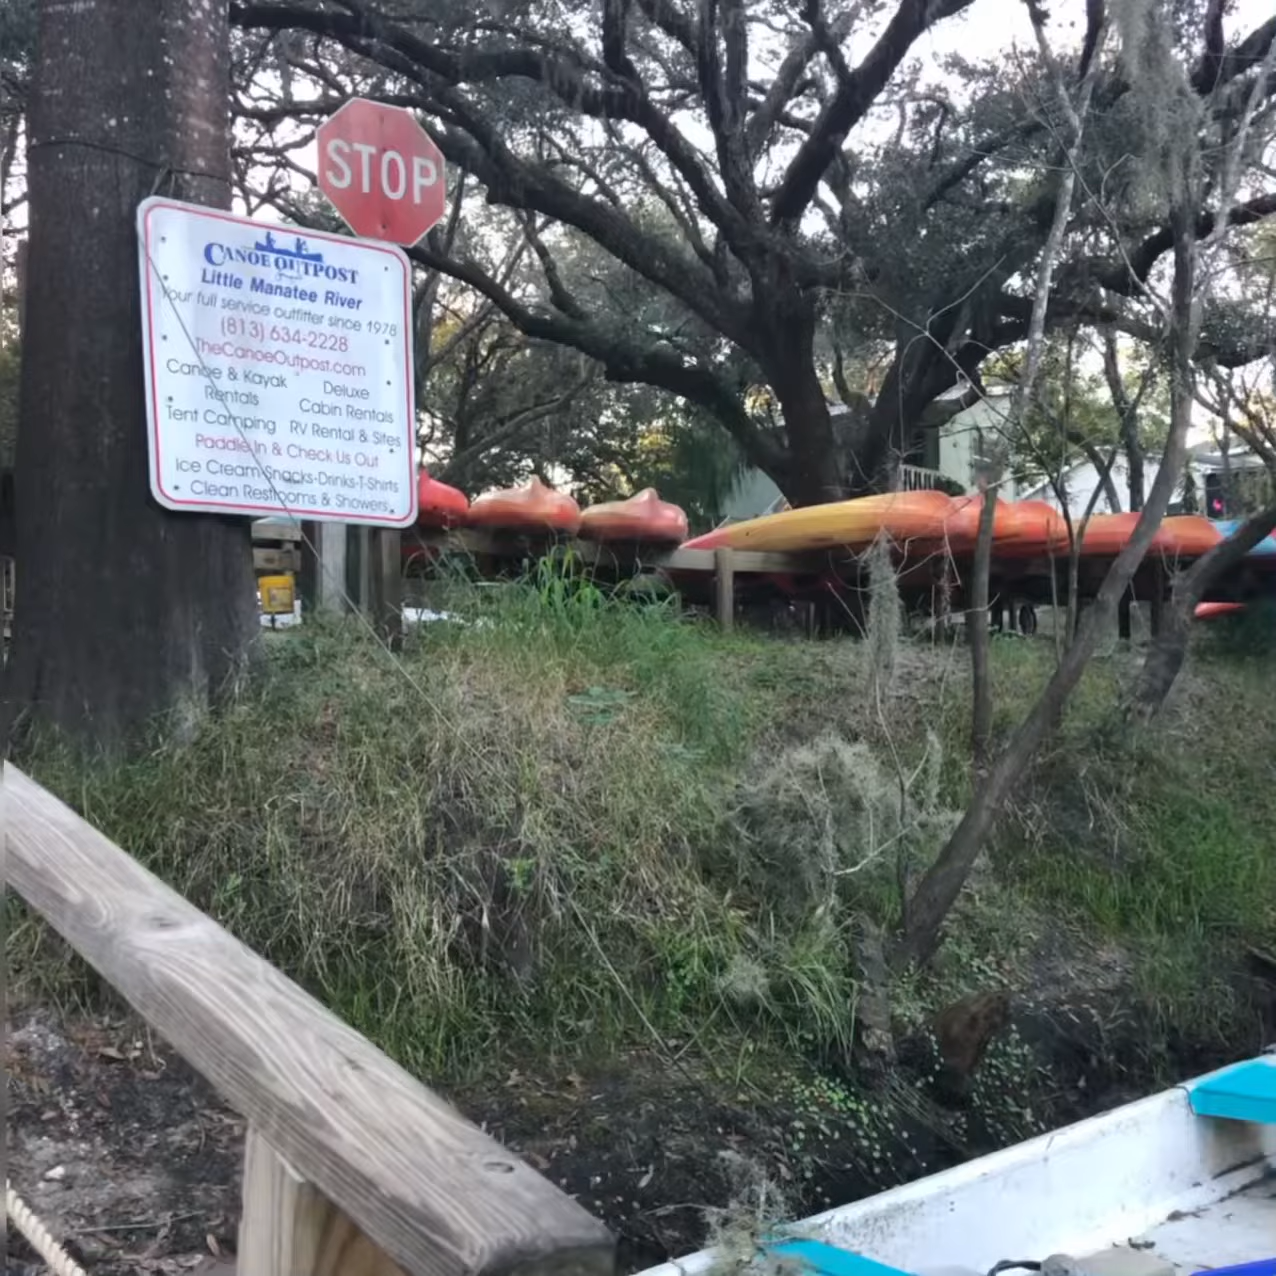 STOP
CANOE OUTPOST
Little Manatee River
Your full service outfitter since 1978
(813) 634-2228
TheCanoeOutpost.com
Canoe & Kayak Rentals
Deluxe Cabin Rentals
Tent Camping RV Rental & Sites
Paddle In & Check Us Out
Ice Cream-Snacks-Drinks-T-Shirts
Clean Restrooms & Showers